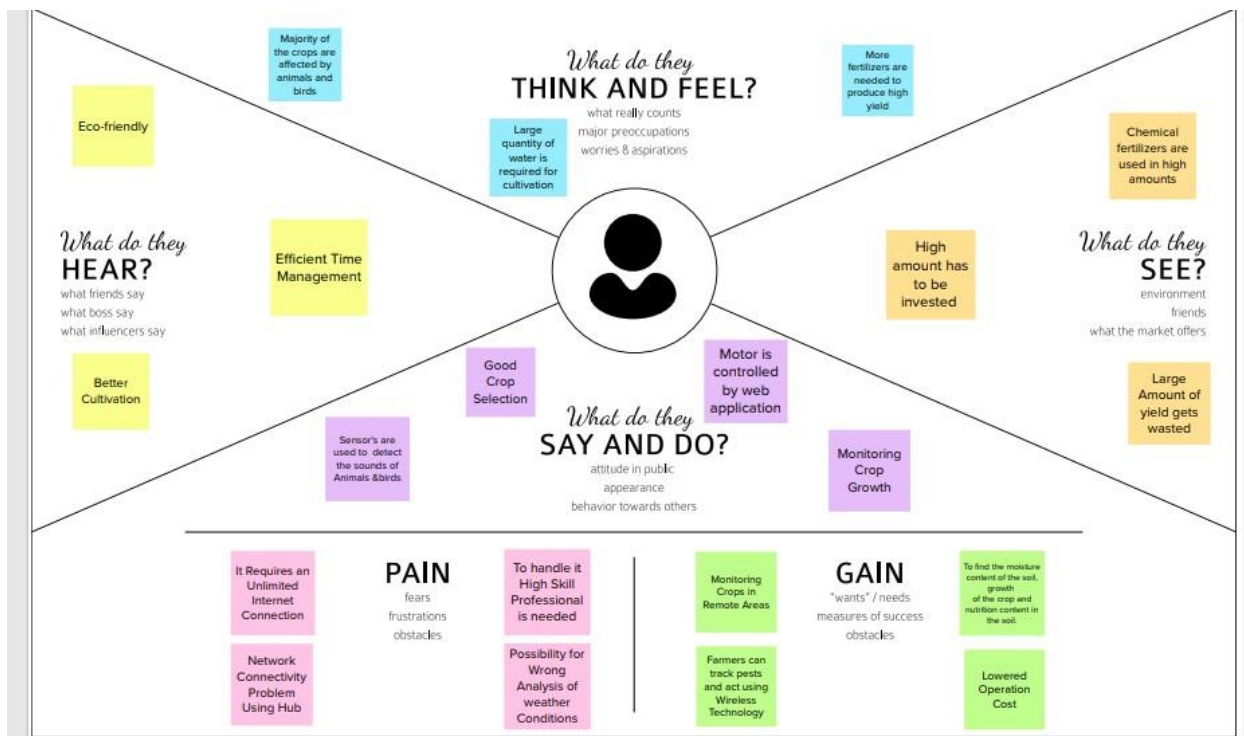 Majority of
the crops are
affected by
animals and
birds
What do they
THINK AND FEEL?
what really counts
major preoccupations
worries & aspirations
More
fertilizers are
needed to
produce high
yield
Large
quantity of
water is
required for
cultivation
Eco-friendly
What do they
HEAR?
what friends say
what boss say
what influencers say
Efficient Time
Management
Better
Cultivation
Chemical
fertilizers are
used in high
amounts
High
amount has
to be
invested
What do they
SEE?
environment
friends
what the market offers
Large
Amount of
yield gets
wasted
Good
Crop
Selection
Motor is
controlled
by web
application
What do they
SAY AND DO?
attitude in public
appearance
behavior towards others
Sensor's are
used to detect
the sounds of
Animals &birds
Monitoring
Crop
Growth
It Requires an
Unlimited
Internet
Connection
PAIN
fears
frustrations
obstacles
To handle it
High Skill
Professional
is needed
Network
Connectivity
Problem
Using Hub
Possibility for
Wrong
Analysis of
weather
Conditions
Monitoring
Crops in
Remote Areas
GAIN
"wants" / needs
measures of success
obstacles
To find the moisture
content of the soil,
growth
of the crop and
nutrition content in
the soil.
Farmers can
track pests
and act using
Wireless
Technology
Lowered
Operation
Cost